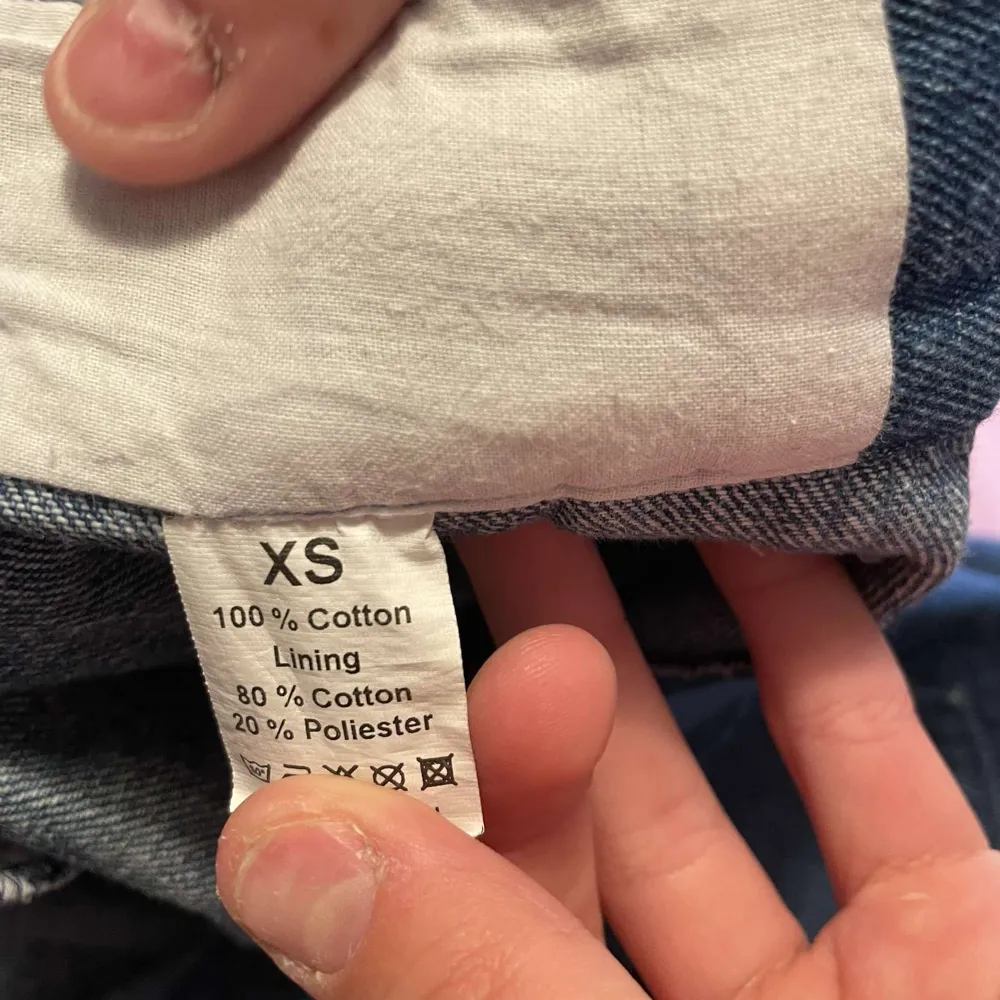 XS
100 % Cotton
Lining
80 % Cotton
20 % Poliester